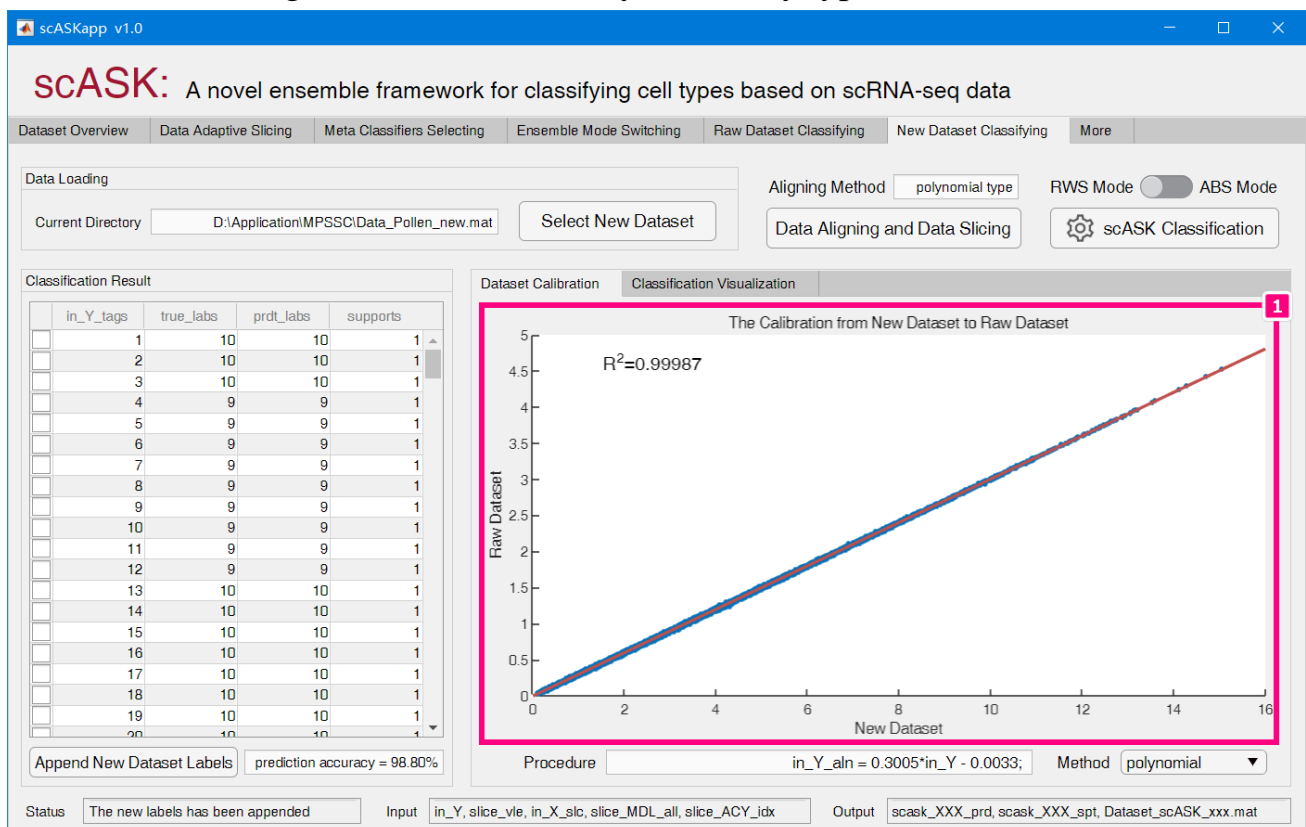 scASKapp v1.0
scASK: A novel ensemble framework for classifying cell types based on scRNA-seq data
Dataset Overview Data Adaptive Slicing Meta Classifiers Selecting Ensemble Mode Switching Raw Dataset Classifying New Dataset Classifying More
Data Loading
Current Directory D:\Application\MPSSC\Data_Pollen_new.mat Select New Dataset
Aligning Method polynomial type RWS Mode ABS Mode
Data Aligning and Data Slicing scASK Classification
Classification Result
in_Y_tags true_labs prdt_labs supports
1 10 10 1
2 10 10 1
3 10 10 1
4 9 9 1
5 9 9 1
6 9 9 1
7 9 9 1
8 9 9 1
9 9 9 1
10 9 9 1
11 9 9 1
12 9 9 1
13 10 10 1
14 10 10 1
15 10 10 1
16 10 10 1
17 10 10 1
18 10 10 1
19 10 10 1
20 10 10 1
Append New Dataset Labels prediction accuracy = 98.80%
Dataset Calibration Classification Visualization
1
The Calibration from New Dataset to Raw Dataset
R²=0.99987
5
4.5
4
3.5
3
2.5
2
1.5
1
0.5
0
Raw Dataset
0 2 4 6 8 10 12 14 16
New Dataset
Procedure in_Y_aln = 0.3005*in_Y - 0.0033; Method polynomial
Status The new labels has been appended Input in_Y, slice_vle, in_X_slc, slice_MDL_all, slice_ACY_idx Output scask_XXX_prd, scask_XXX_spt, Dataset_scASK_xxx.mat